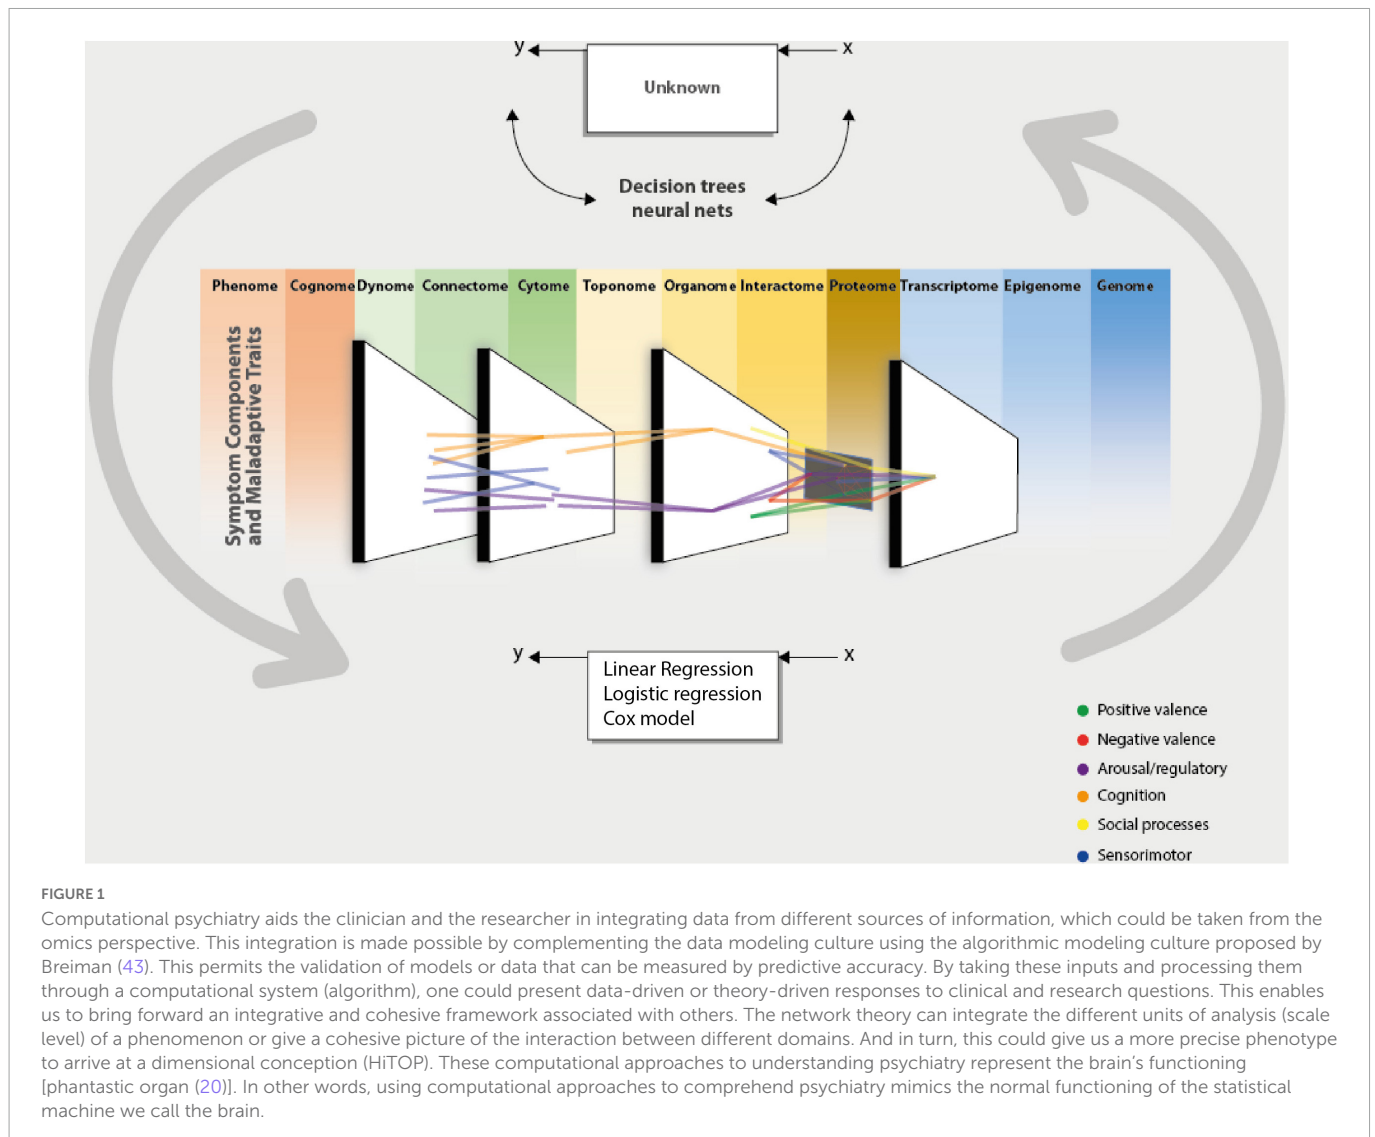 y
x
Unknown
Decision trees
neural nets
Phenome Cognome Dynome Connectome Cytome Toponome Organome Interactome Proteome Transcriptome Epigenome Genome
Symptom Components
and Maladaptive Traits
y
x
Linear Regression
Logistic regression
Cox model
Positive valence
Negative valence
Arousal/regulatory
Cognition
Social processes
Sensorimotor
FIGURE 1
Computational psychiatry aids the clinician and the researcher in integrating data from different sources of information, which could be taken from the
omics perspective. This integration is made possible by complementing the data modeling culture using the algorithmic modeling culture proposed by
Breiman (43). This permits the validation of models or data that can be measured by predictive accuracy. By taking these inputs and processing them
through a computational system (algorithm), one could present data-driven or theory-driven responses to clinical and research questions. This enables
us to bring forward an integrative and cohesive framework associated with others. The network theory can integrate the different units of analysis (scale
level) of a phenomenon or give a cohesive picture of the interaction between different domains. And in turn, this could give us a more precise phenotype
to arrive at a dimensional conception (HiTOP). These computational approaches to understanding psychiatry represent the brain’s functioning
[phantastic organ (20)]. In other words, using computational approaches to comprehend psychiatry mimics the normal functioning of the statistical
machine we call the brain.